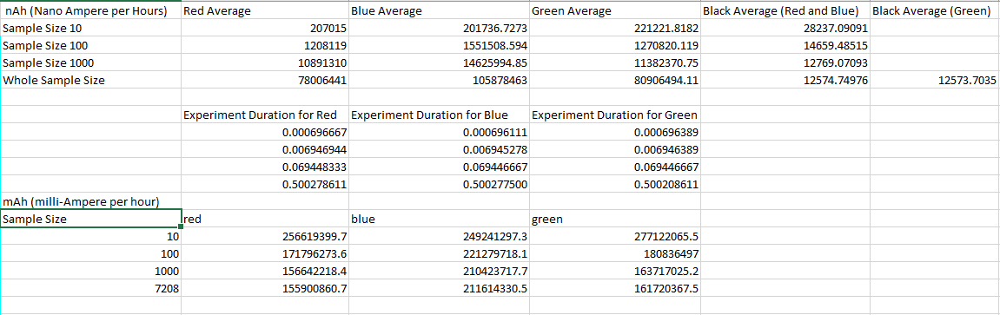 nAh (Nano Ampere per Hours) Red Average Blue Average Green Average Black Average (Red and Blue) Black Average (Green)
Sample Size 10 207015 201736.7273 221221.8182 28237.09091
Sample Size 100 1208119 1551508.594 1270820.119 14659.48515
Sample Size 1000 10891310 14625994.85 11382370.75 12769.07093
Whole Sample Size 78006441 105878463 80906494.11 12574.74976 12573.7035
Experiment Duration for Red Experiment Duration for Blue Experiment Duration for Green
0.000696667 0.000696111 0.000696389
0.006946944 0.006945278 0.006946389
0.069448333 0.069446667 0.069446667
0.500278611 0.500277500 0.500208611
mAh (milli-Ampere per hour)
Sample Size red blue green
10 256619399.7 249241297.3 277122065.5
100 171796273.6 221279718.1 180836497
1000 156642218.4 210423717.7 163717025.2
7208 155900860.7 211614330.5 161720367.5